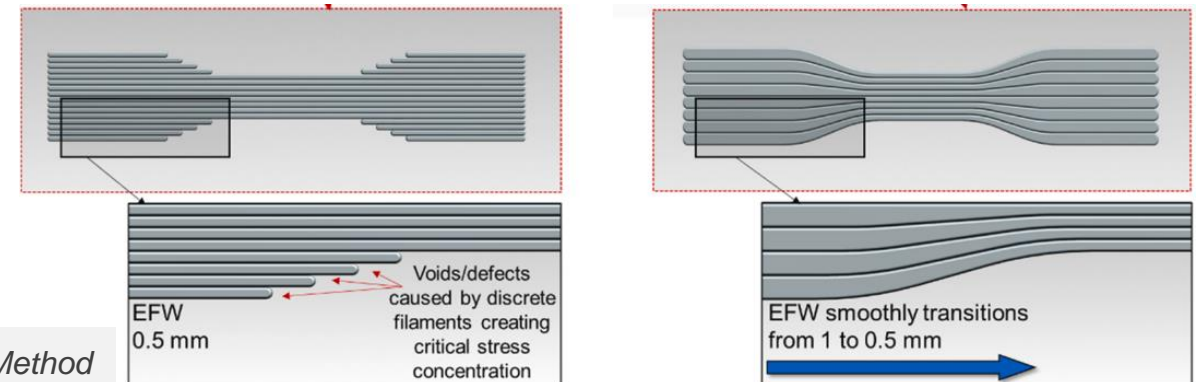 Voids/defects
caused by discrete
filaments creating
critical stress
concentration
EFW
0.5 mm
Method
EFW smoothly transitions
from 1 to 0.5 mm